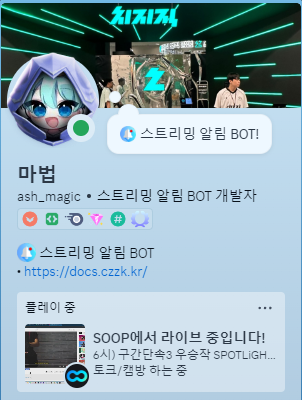 치지직
스트리밍 알림 BOT!
마법
ash_magic • 스트리밍 알림 BOT 개발자
#
스트리밍 알림 BOT
• https://docs.czzk.kr/
플레이 중
SOOP에서 라이브 중입니다!
6시) 구간단속3 우승작 SPOTLiGH...
토크/캠방 하는 중